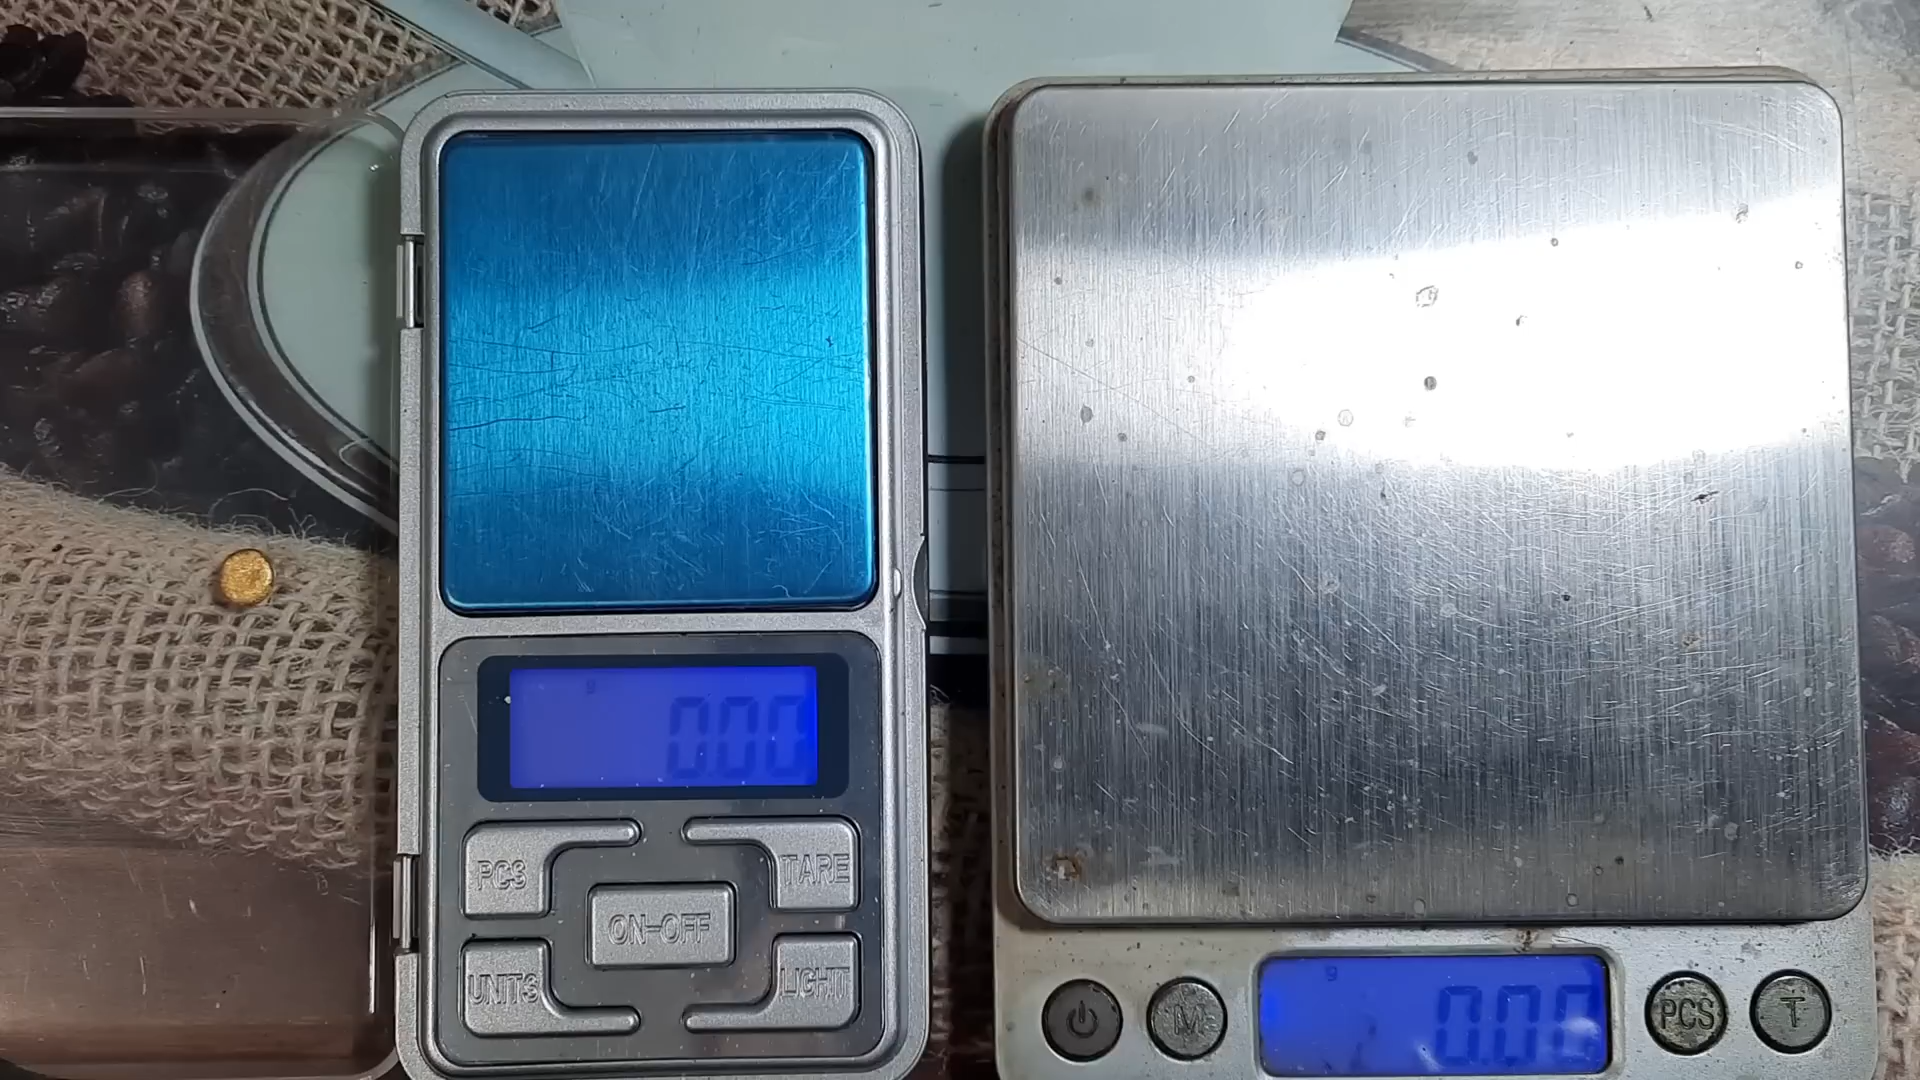 g
0.00
PCS
TARE
ON-OFF
UNITS
LIGHT
g
0.00
M
PCS
T